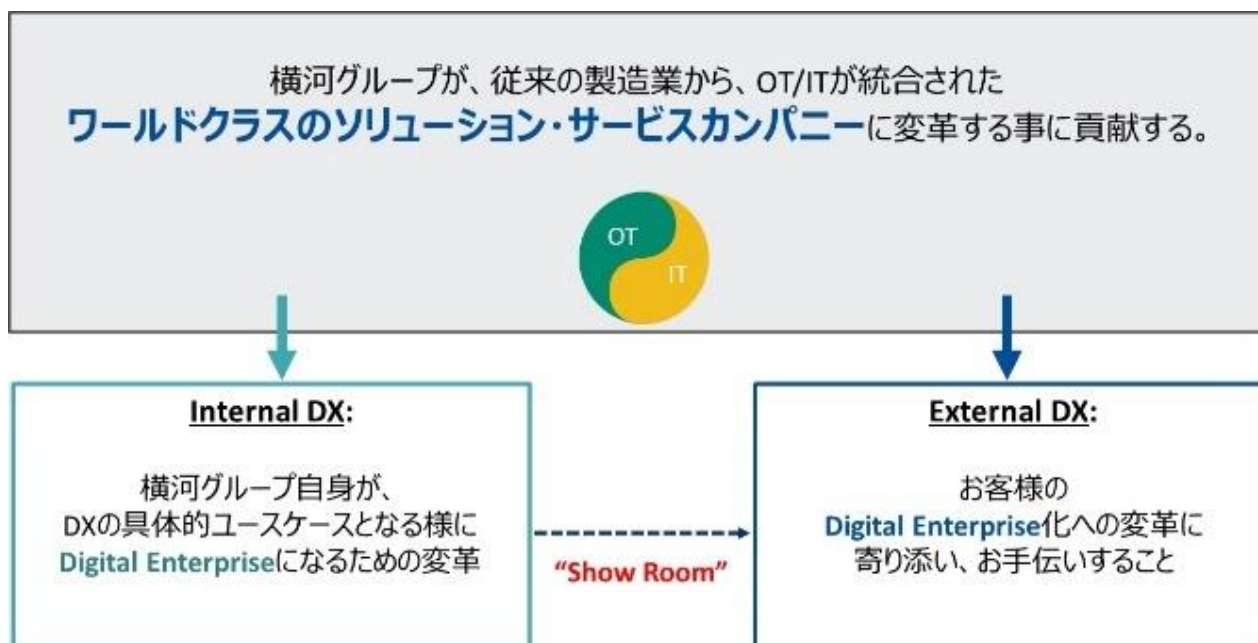 横河グループが、従来の製造業から、OT/ITが統合された
ワールドクラスのソリューション・サービスカンパニーに変革する事に貢献する。
OT
IT
Internal DX:
横河グループ自身が、
DXの具体的ユースケースとなる様に
Digital Enterpriseになるための変革
“Show Room”
External DX:
お客様の
Digital Enterprise化への変革に
寄り添い、お手伝いすること